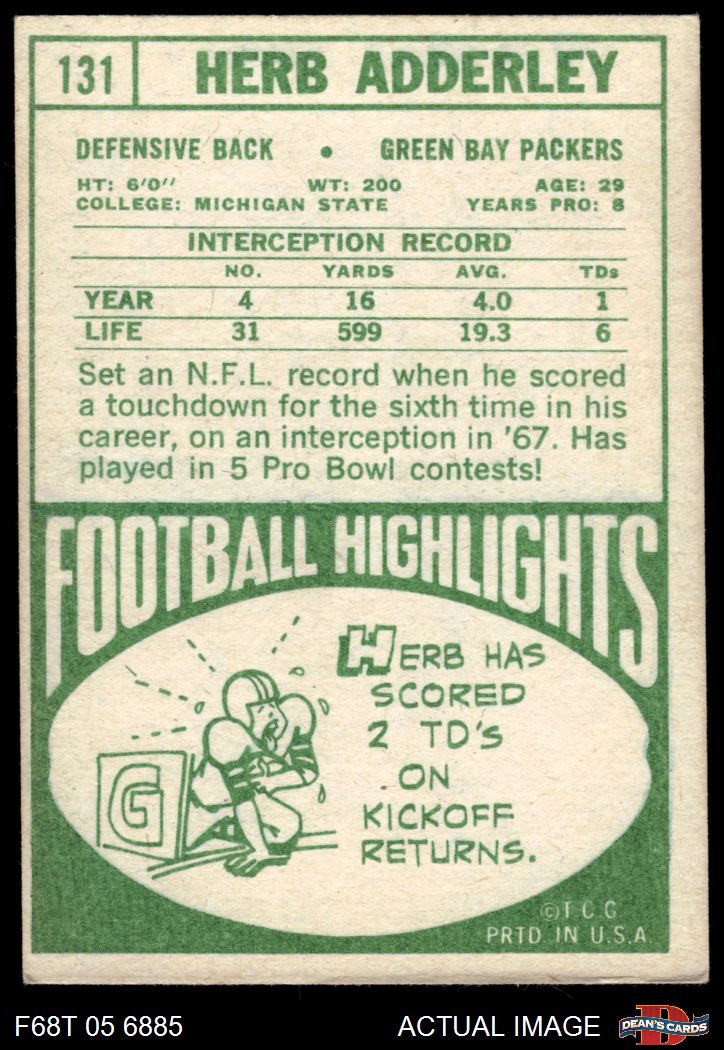 131 HERB ADDERLEY
DEFENSIVE BACK • GREEN BAY PACKERS
HT: 6'0'' WT: 200 AGE: 29
COLLEGE: MICHIGAN STATE YEARS PRO: 8
INTERCEPTION RECORD
NO. YARDS AVG. TDs
YEAR 4 16 4.0 1
LIFE 31 599 19.3 6
Set an N.F.L. record when he scored
a touchdown for the sixth time in his
career, on an interception in '67. Has
played in 5 Pro Bowl contests!
FOOTBALL HIGHLIGHTS
HERB HAS
SCORED
2 TD'S
ON
KICKOFF
RETURNS.
G
© T.C.G.
PRTD. IN U.S.A.
F68T 05 6885 ACTUAL IMAGE D DEAN'S CARDS